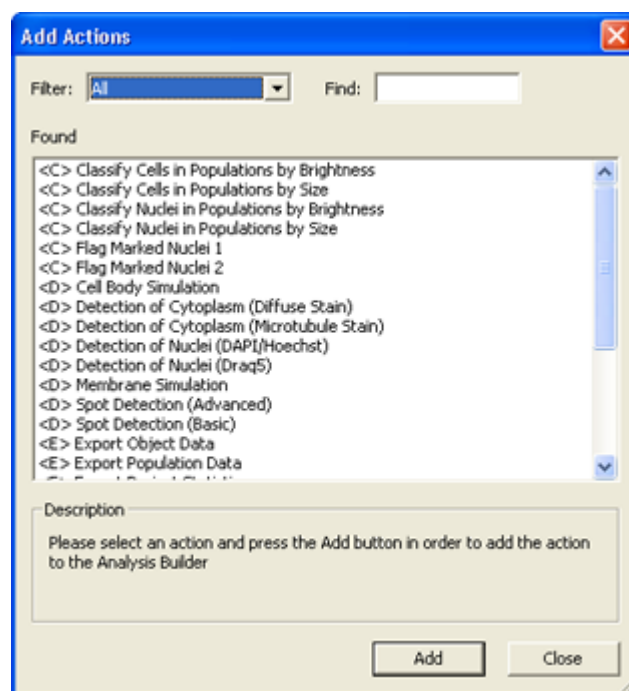 Add Actions
Filter: All Find:
Found
<C> Classify Cells in Populations by Brightness
<C> Classify Cells in Populations by Size
<C> Classify Nuclei in Populations by Brightness
<C> Classify Nuclei in Populations by Size
<C> Flag Marked Nuclei 1
<C> Flag Marked Nuclei 2
<D> Cell Body Simulation
<D> Detection of Cytoplasm (Diffuse Stain)
<D> Detection of Cytoplasm (Microtubule Stain)
<D> Detection of Nuclei (DAPI/Hoechst)
<D> Detection of Nuclei (Draq5)
<D> Membrane Simulation
<D> Spot Detection (Advanced)
<D> Spot Detection (Basic)
<E> Export Object Data
<E> Export Population Data
Description
Please select an action and press the Add button in order to add the action
to the Analysis Builder
Add Close